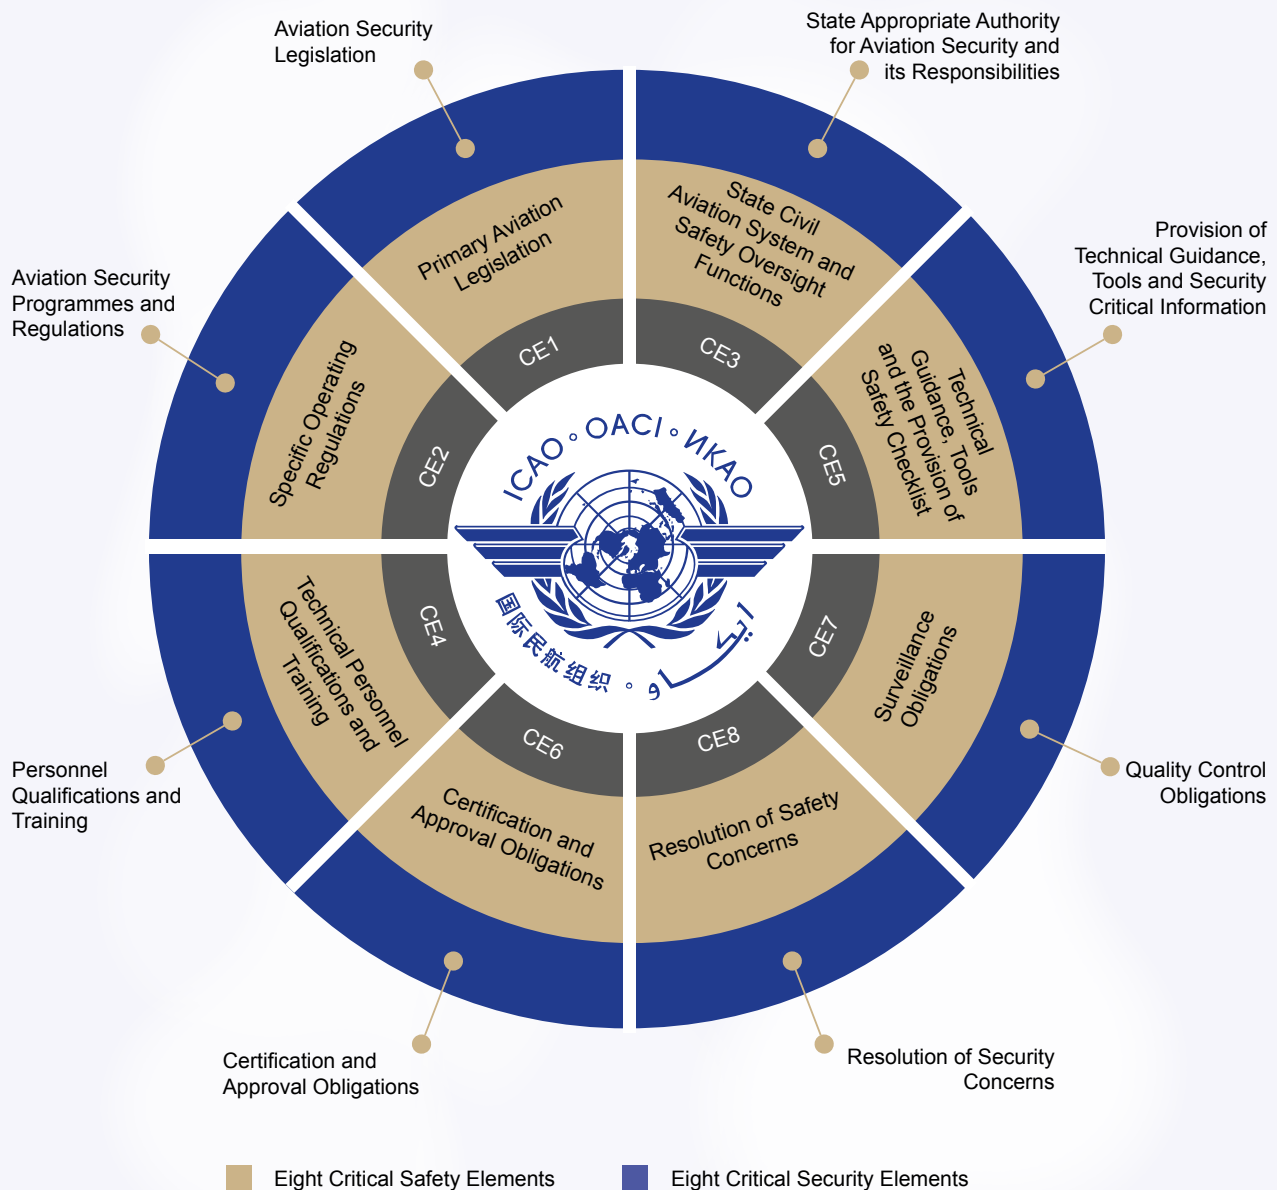 Aviation Security
Legislation
State Appropriate Authority
for Aviation Security and
its Responsibilities
Aviation Security
Programmes and
Regulations
Provision of
Technical Guidance,
Tools and Security
Critical Information
Primary Aviation
Legislation
State Civil
Aviation System and
Safety Oversight
Functions
Specific Operating
Regulations
Technical
Guidance, Tools
and the Provision of
Safety Checklist
CE1
CE3
CE2
CE5
ICAO ° OACI ° ИКАО
国际民航组织 ° ايكاو
CE4
CE7
CE6
CE8
Technical Personnel
Qualifications and
Training
Surveillance
Obligations
Certification and
Approval Obligations
Resolution of Safety
Concerns
Personnel
Qualifications and
Training
Quality Control
Obligations
Certification and
Approval Obligations
Resolution of Security
Concerns
Eight Critical Safety Elements
Eight Critical Security Elements